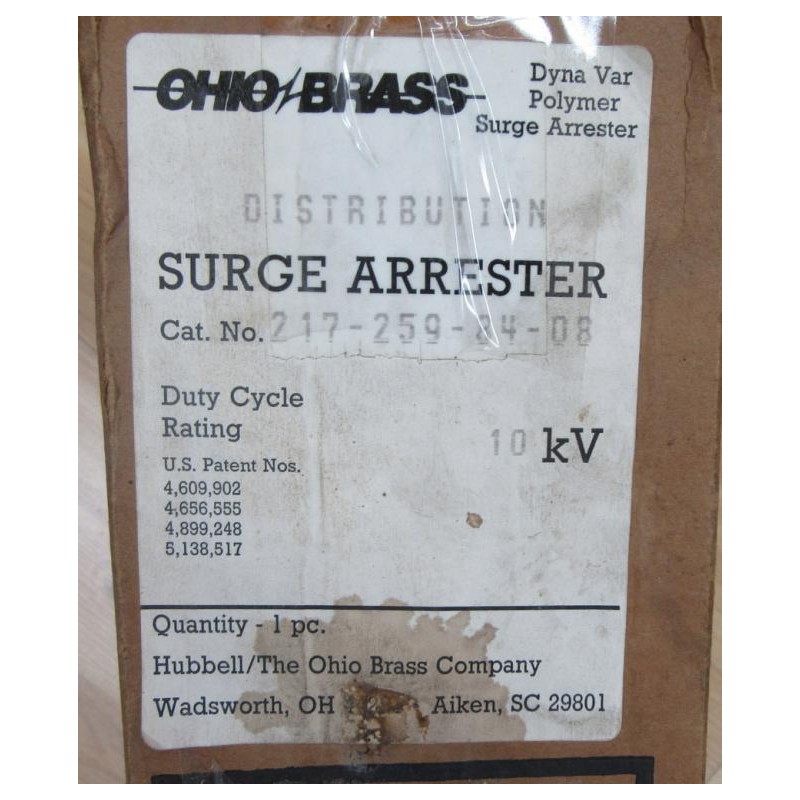 OHIO BRASS
Dyna Var
Polymer
Surge Arrester
DISTRIBUTION
SURGE ARRESTER
Cat. No. 217-259-24-08
Duty Cycle
Rating
10 kV
U.S. Patent Nos.
4,609,902
4,656,555
4,899,248
5,138,517
Quantity - 1 pc.
Hubbell/The Ohio Brass Company
Wadsworth, OH Aiken, SC 29801